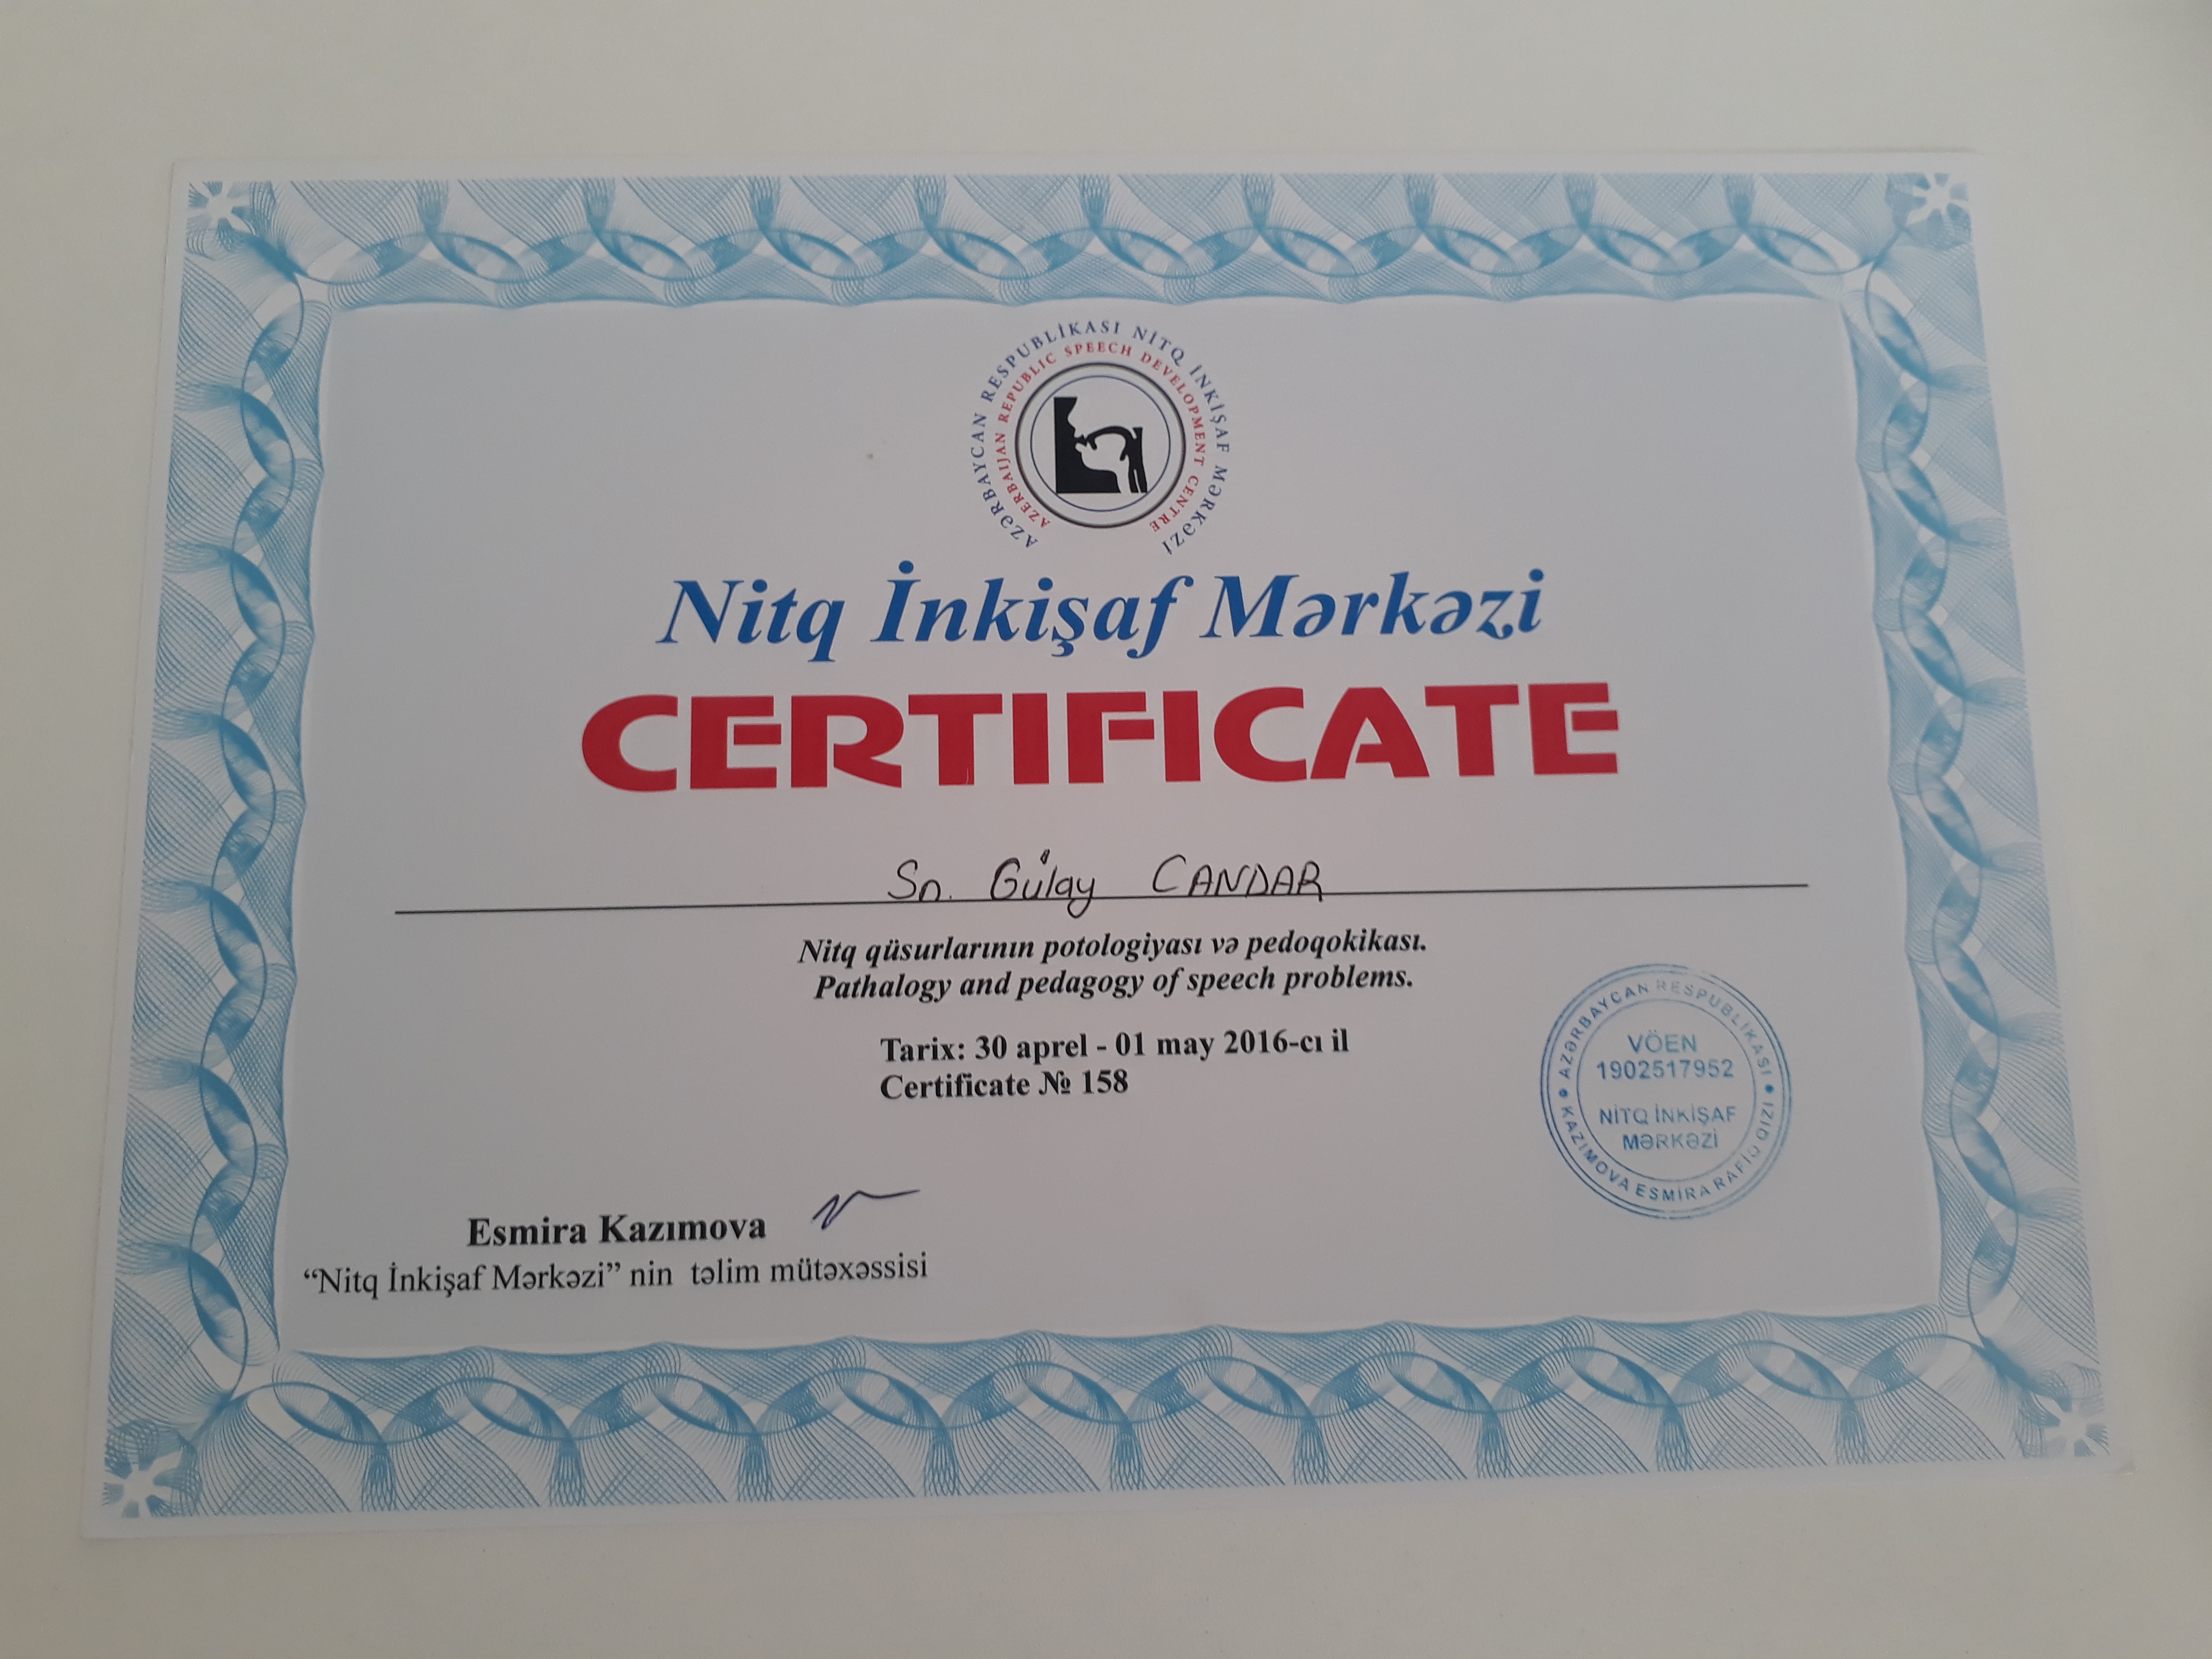 AZƏRBAYCAN RESPUBLİKASI NİTQ İNKİŞAF MƏRKƏZİ
AZERBAIJAN REPUBLIC SPEECH DEVELOPMENT CENTRE
Nitq İnkişaf Mərkəzi
CERTIFICATE
Sn. Gülay CANDAR
Nitq qüsurlarının potologiyası və pedoqokikası.
Pathalogy and pedagogy of speech problems.
Tarix: 30 aprel - 01 may 2016-cı il
Certificate № 158
AZƏRBAYCAN RESPUBLİKASI
VÖEN
1902517952
NİTQ İNKİŞAF
MƏRKƏZİ
KAZIMOVA ESMİRA RAFİQ QIZI
Esmira Kazımova
“Nitq İnkişaf Mərkəzi” nin təlim mütəxəssisi